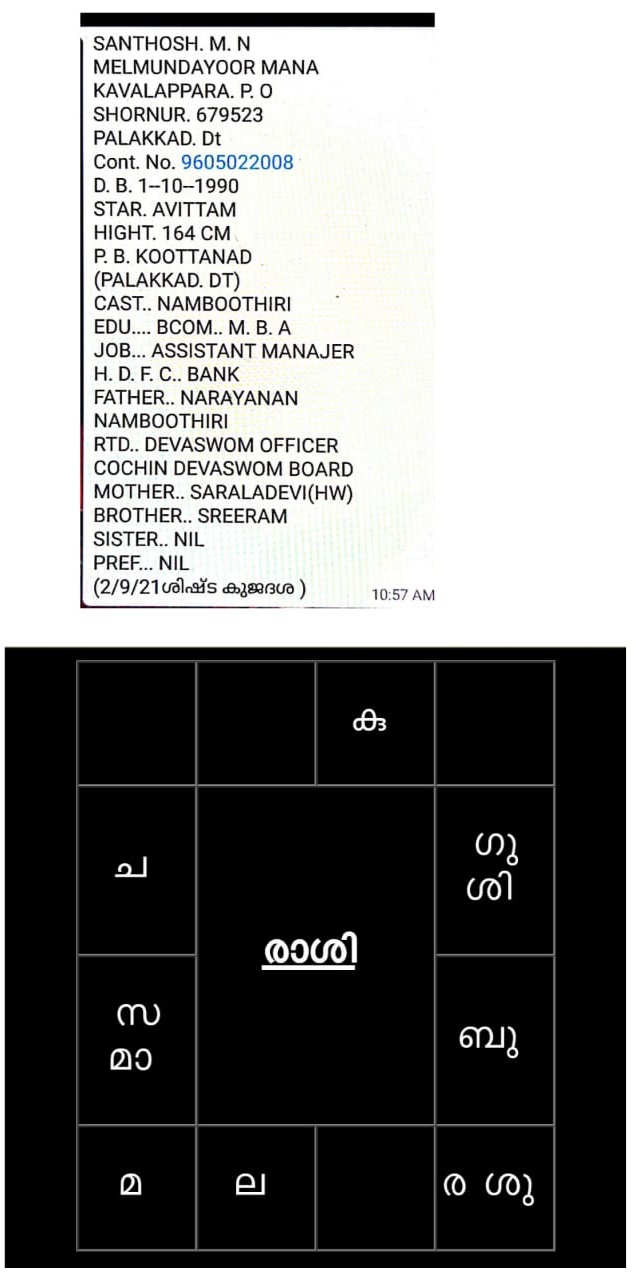 SANTHOSH. M. N
MELMUNDAYOOR MANA
KAVALAPPARA. P. O
SHORNUR. 679523
PALAKKAD. Dt
Cont. No. 9605022008
D. B. 1--10--1990
STAR. AVITTAM
HIGHT. 164 CM
P. B. KOOTTANAD
(PALAKKAD. DT)
CAST.. NAMBOOTHIRI
EDU.... BCOM.. M. B. A
JOB... ASSISTANT MANAJER
H. D. F. C.. BANK
FATHER.. NARAYANAN
NAMBOOTHIRI
RTD.. DEVASWOM OFFICER
COCHIN DEVASWOM BOARD
MOTHER.. SARALADEVI(HW)
BROTHER.. SREERAM
SISTER.. NIL
PREF... NIL
(2/9/21ശിഷ്ട കുജദശ )
10:57 AM
കു
ച
ഗു
ശി
രാശി
സ
മാ
ബു
മ
ല
ര ശു